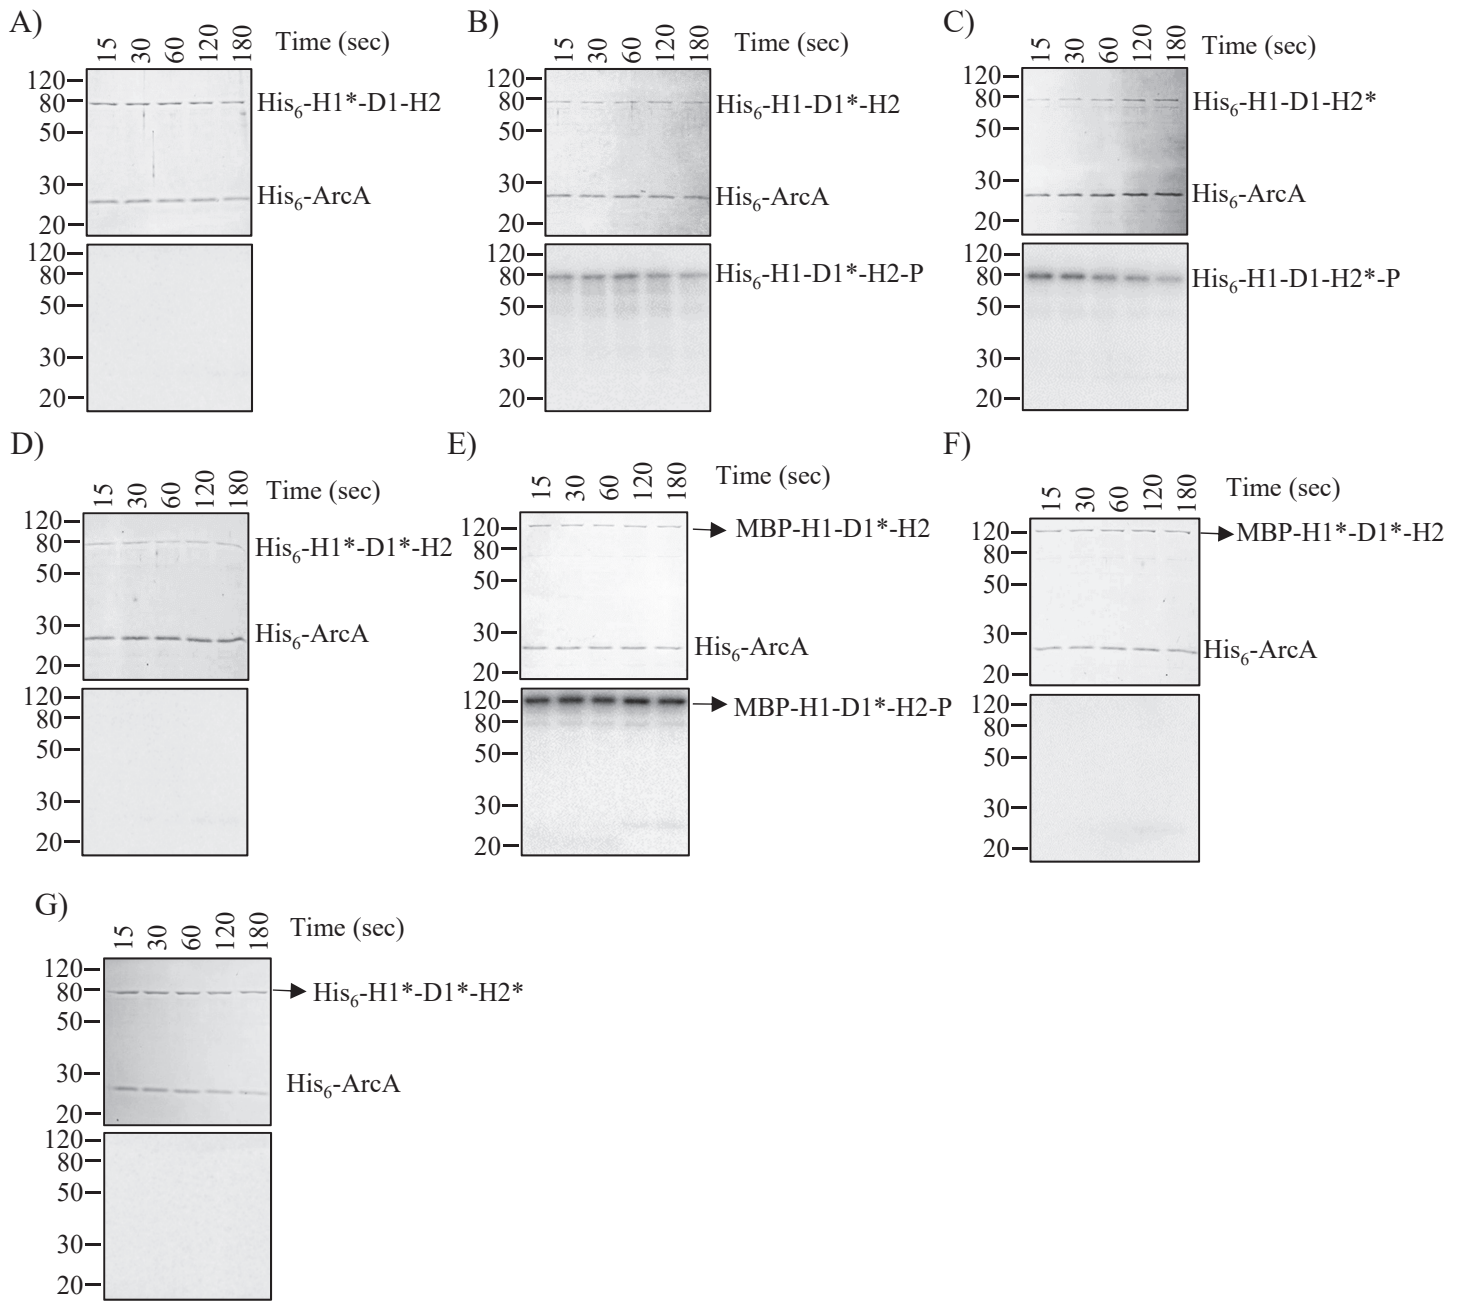 A)
15 30 60 120 180 Time (sec)
120
80 His6-H1*-D1-H2
50
30 His6-ArcA
20
120
80
50
30
20
B)
15 30 60 120 180 Time (sec)
120
80 His6-H1-D1*-H2
50
30 His6-ArcA
20
120
80 His6-H1-D1*-H2-P
50
30
20
C)
15 30 60 120 180 Time (sec)
120
80 His6-H1-D1-H2*
50
30 His6-ArcA
20
120
80 His6-H1-D1-H2*-P
50
30
20
D)
15 30 60 120 180 Time (sec)
120
80 His6-H1*-D1*-H2
50
30 His6-ArcA
20
120
80
50
30
20
E)
15 30 60 120 180 Time (sec)
120 MBP-H1-D1*-H2
80
50
30 His6-ArcA
20
120 MBP-H1-D1*-H2-P
80
50
30
20
F)
15 30 60 120 180 Time (sec)
120 MBP-H1*-D1*-H2
80
50
30 His6-ArcA
20
120
80
50
30
20
G)
15 30 60 120 180 Time (sec)
120
80 His6-H1*-D1*-H2*
50
30 His6-ArcA
20
120
80
50
30
20